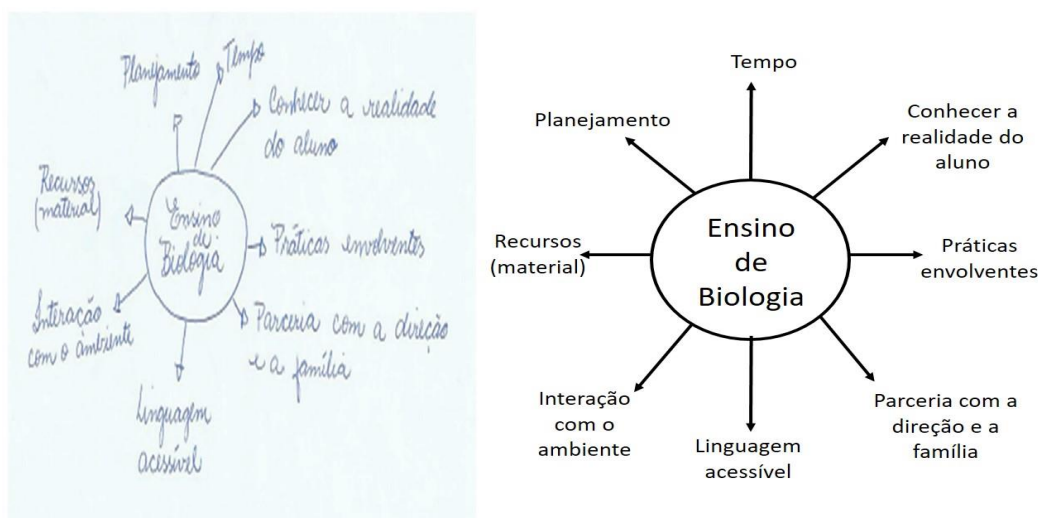 Planejamento
Tempo
Conhecer a realidade
do aluno
Recursos
(material)
Ensino
de
Biologia
Práticas envolventes
Interação
com o ambiente
Parceria com a direção
e a família
Linguagem
acessível
Tempo
Planejamento
Conhecer a
realidade do
aluno
Recursos
(material)
Ensino
de
Biologia
Práticas
envolventes
Interação
com o
ambiente
Linguagem
acessível
Parceria com a
direção e a
família